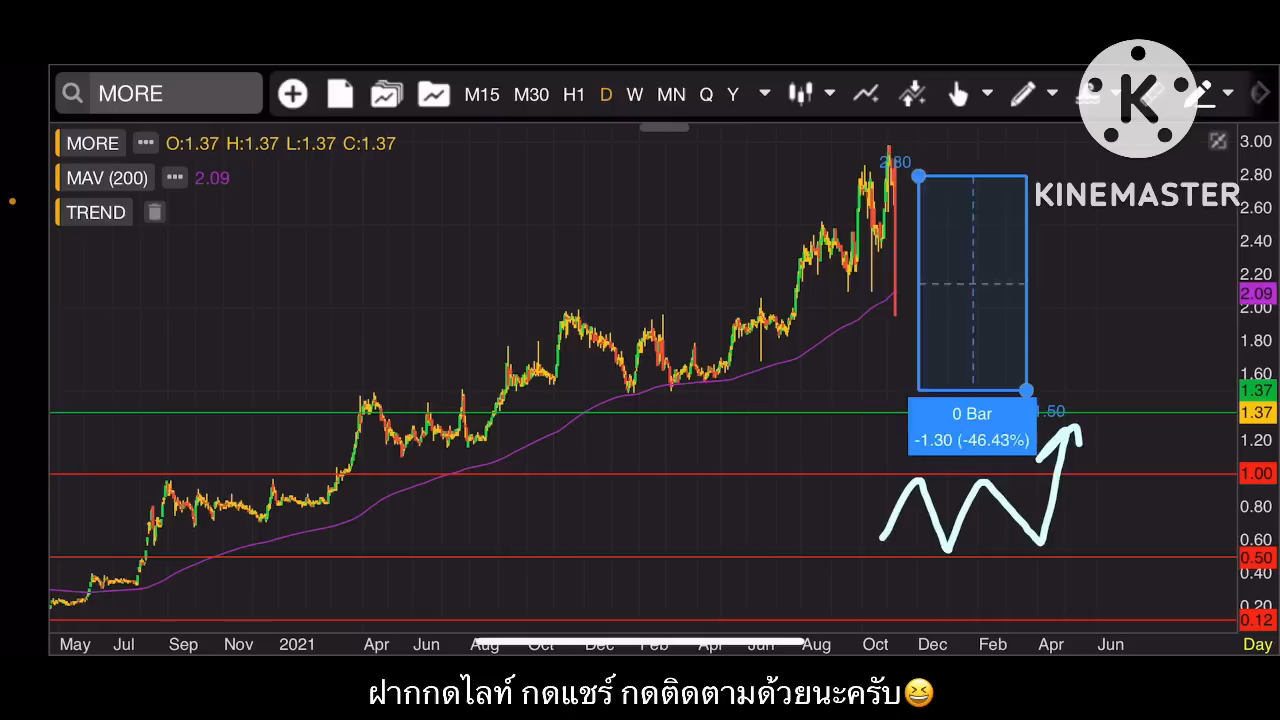 MORE M15 M30 H1 D W MN Q Y
KINEMASTER
MORE O:1.37 H:1.37 L:1.37 C:1.37
MAV (200) 2.09
TREND
2.80
3.00
2.80
2.60
2.40
2.20
2.09
2.00
1.80
1.60
1.37
1.37
1.20
1.00
0.80
0.60
0.50
0.40
0.20
0.12
.50
0 Bar
-1.30 (-46.43%)
May Jul Sep Nov 2021 Apr Jun Aug Oct Dec Feb Apr Jun Aug Oct Dec Feb Apr Jun Day
ฝากกดไลท์ กดแชร์ กดติดตามด้วยนะครับ😆